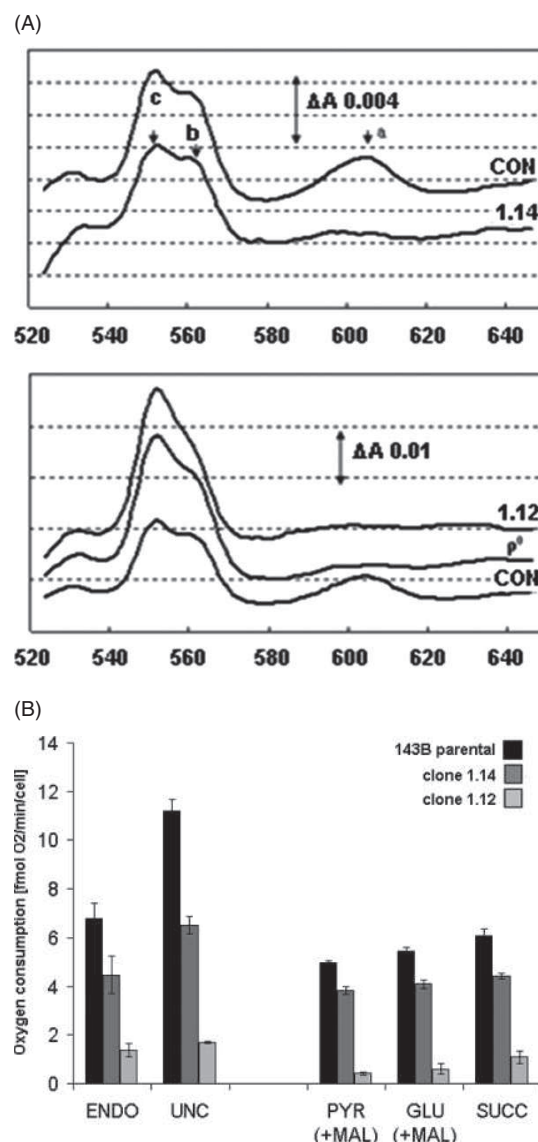 (A)
c
b
a
ΔA 0.004
CON
1.14
520 540 560 580 600 620 640
ΔA 0.01
1.12
ρ⁰
CON
520 540 560 580 600 620 640
(B)
Oxygen consumption [fmol O2/min/cell]
14
12
10
8
6
4
2
0
143B parental
clone 1.14
clone 1.12
ENDO UNC PYR GLU SUCC
(+MAL) (+MAL)